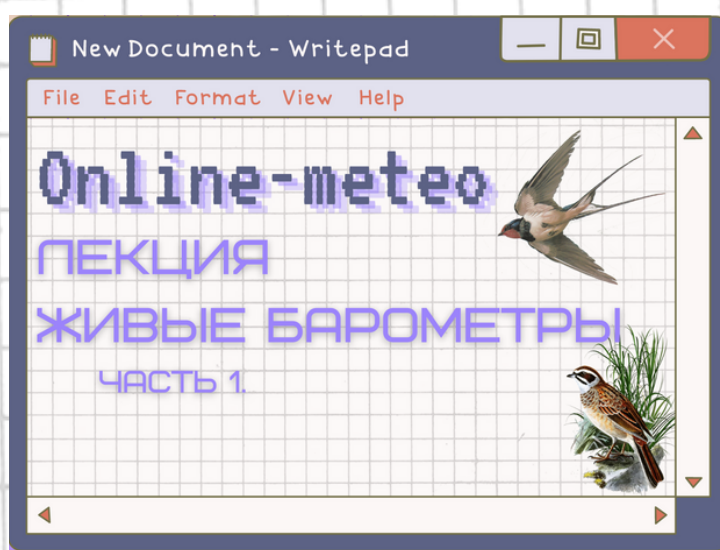 New Document - Writepad
File Edit Format View Help
Online-meteo
ЛЕКЦИЯ
ЖИВЫЕ БАРОМЕТРЫ
ЧАСТЬ 1.